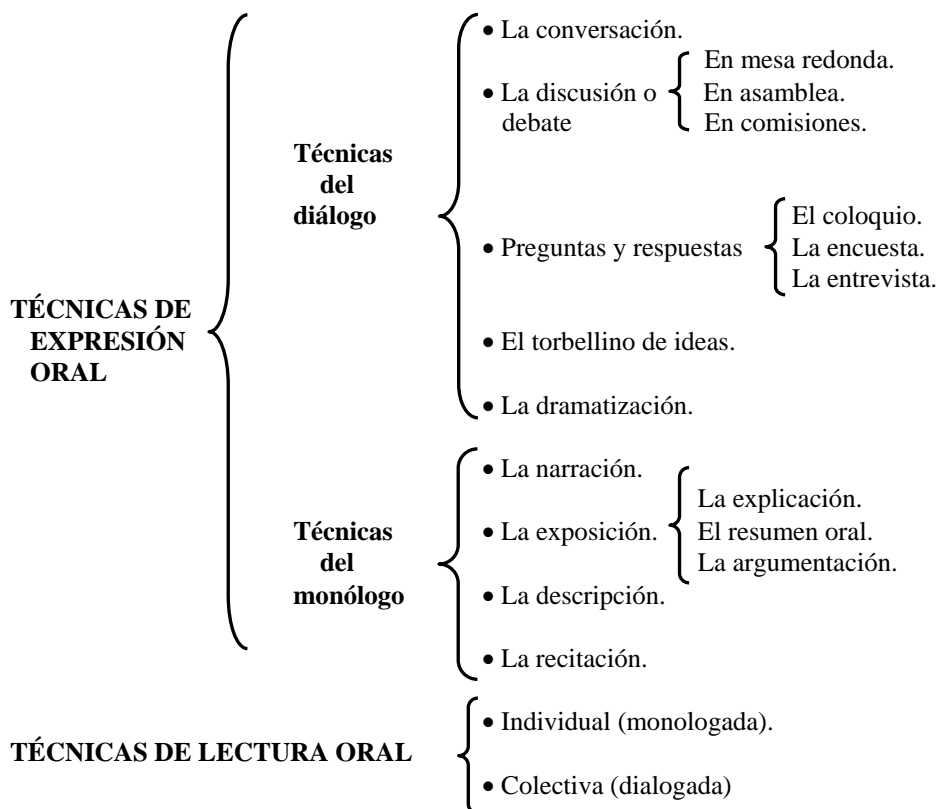 TÉCNICAS DE
EXPRESIÓN
ORAL
Técnicas
del
diálogo
• La conversación.
• La discusión o
debate
En mesa redonda.
En asamblea.
En comisiones.
• Preguntas y respuestas
El coloquio.
La encuesta.
La entrevista.
• El torbellino de ideas.
• La dramatización.
Técnicas
del
monólogo
• La narración.
• La exposición.
La explicación.
El resumen oral.
La argumentación.
• La descripción.
• La recitación.
TÉCNICAS DE LECTURA ORAL
• Individual (monologada).
• Colectiva (dialogada)